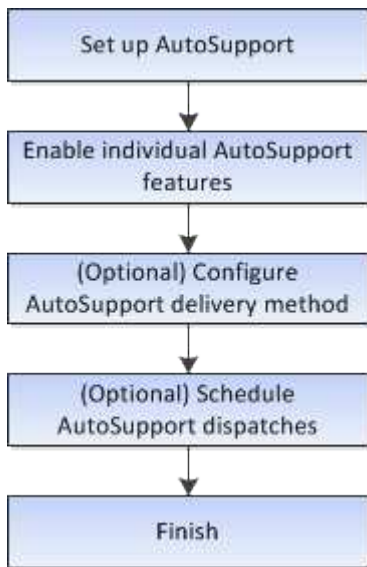 Set up AutoSupport
Enable individual AutoSupport
features
(Optional) Configure
AutoSupport delivery method
(Optional) Schedule
AutoSupport dispatches
Finish